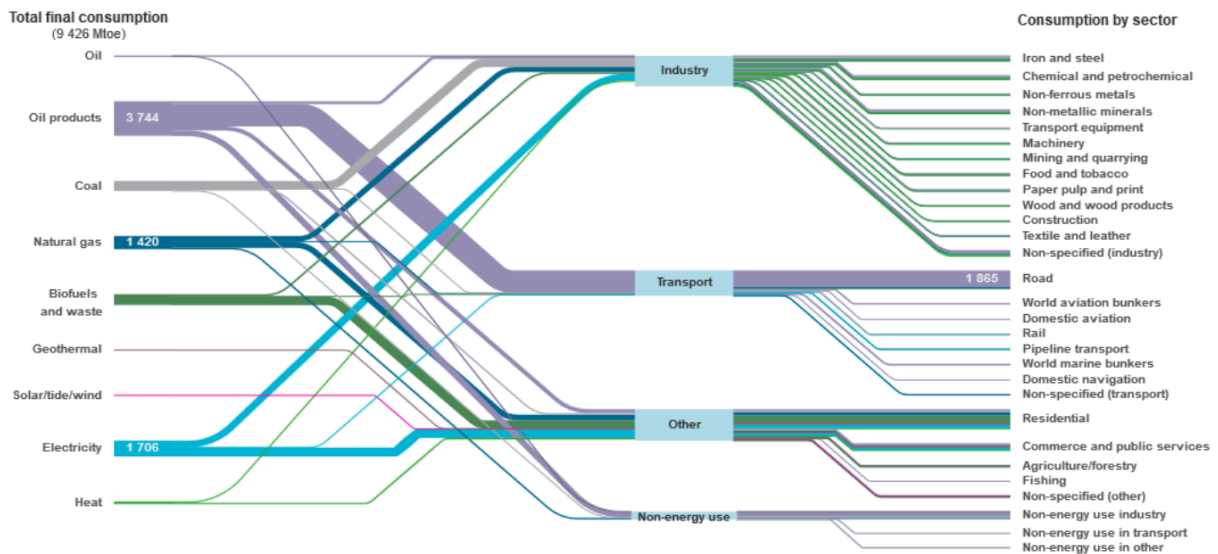 Total final consumption
(9 426 Mtoe)
Oil
Oil products
3 744
Coal
Natural gas
1 420
Biofuels
and waste
Geothermal
Solar/tide/wind
Electricity
1 706
Heat
Industry
Transport
Other
Non-energy use
Consumption by sector
Iron and steel
Chemical and petrochemical
Non-ferrous metals
Non-metallic minerals
Transport equipment
Machinery
Mining and quarrying
Food and tobacco
Paper pulp and print
Wood and wood products
Construction
Textile and leather
Non-specified (industry)
1 865
Road
World aviation bunkers
Domestic aviation
Rail
Pipeline transport
World marine bunkers
Domestic navigation
Non-specified (transport)
Residential
Commerce and public services
Agriculture/forestry
Fishing
Non-specified (other)
Non-energy use industry
Non-energy use in transport
Non-energy use in other